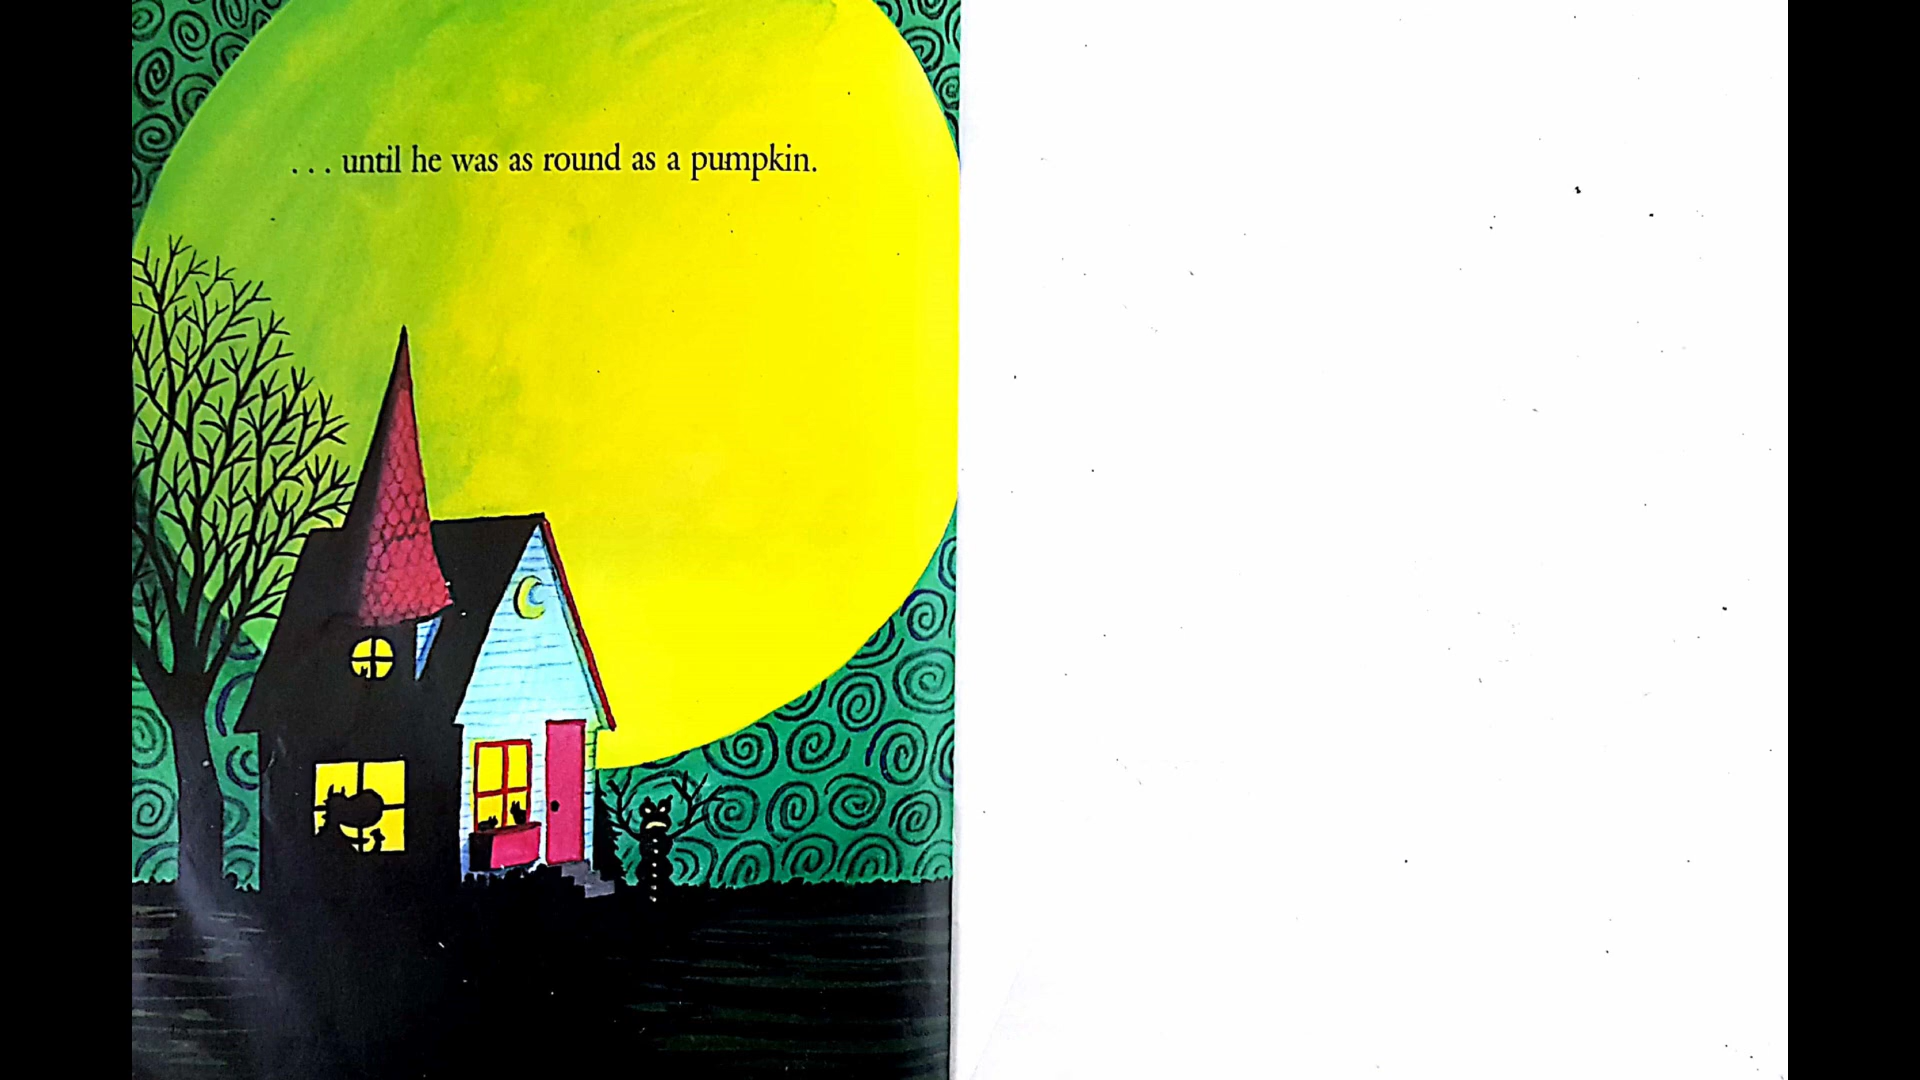 . . . until he was as round as a pumpkin.